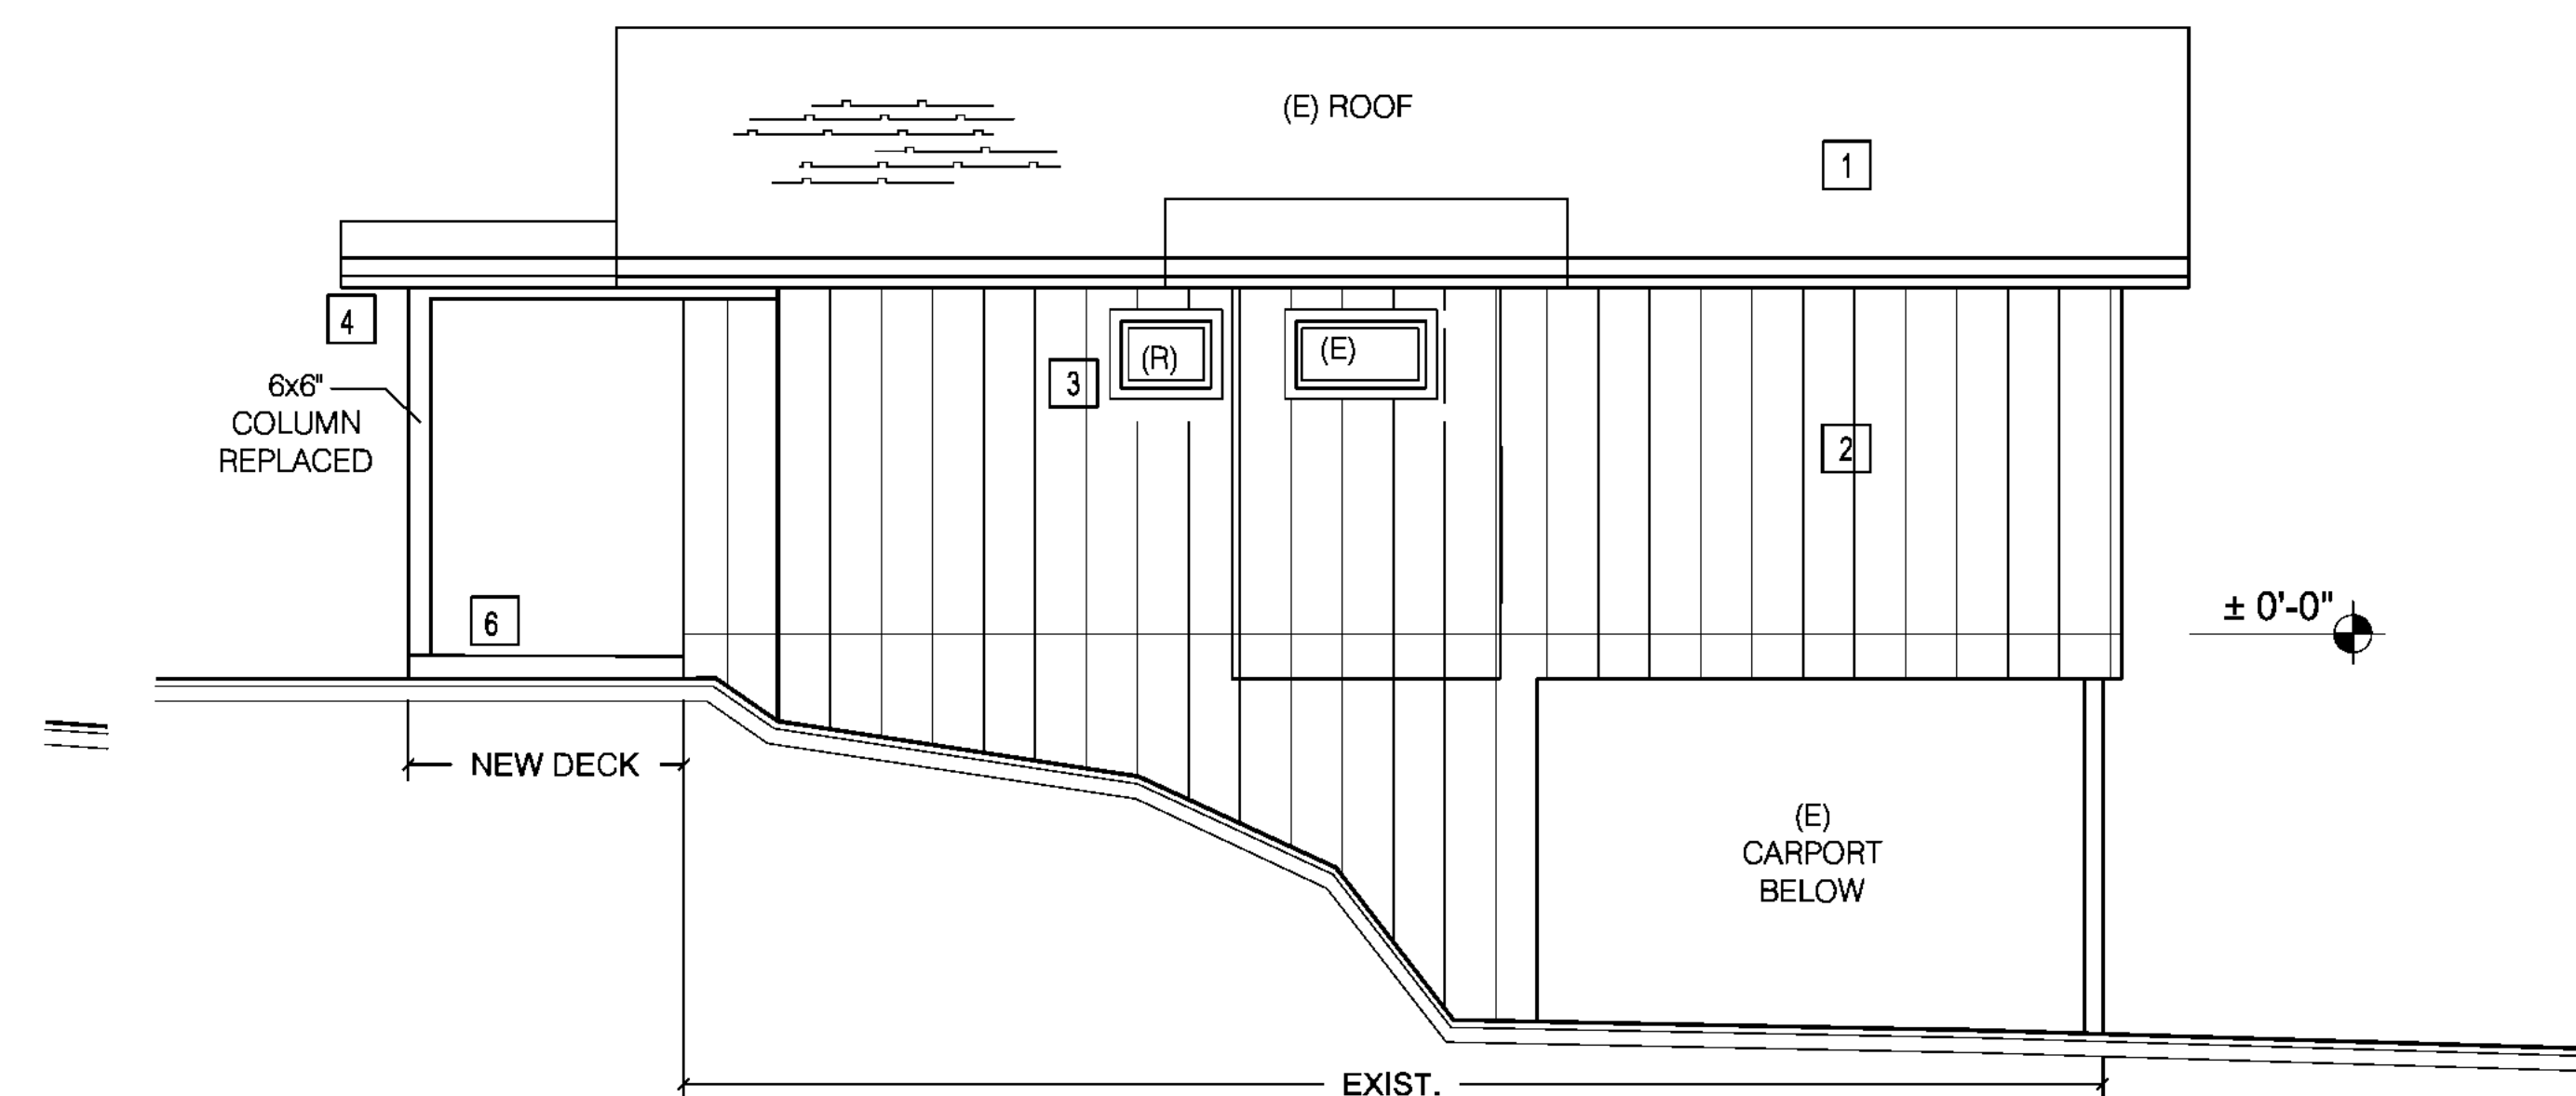 (E) ROOF
1
4
(R)
(E)
3
6x6"
COLUMN
REPLACED
2
6
± 0'-0"
NEW DECK
(E)
CARPORT
BELOW
EXIST.